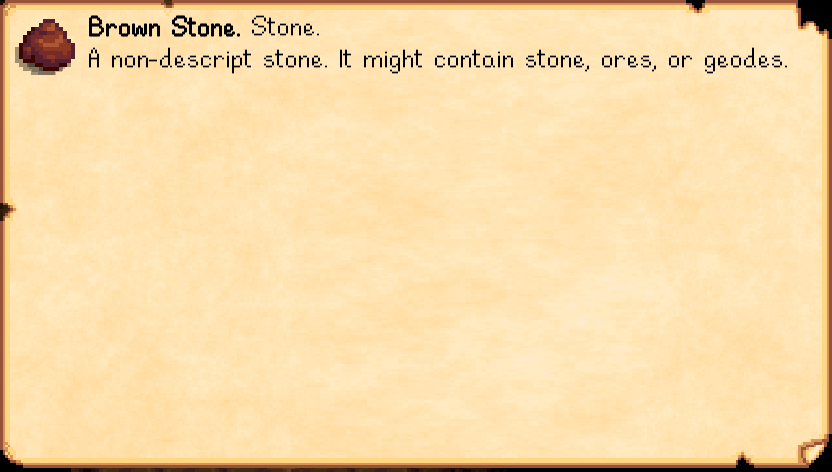 Brown Stone. Stone.
A non-descript stone. It might contain stone, ores, or geodes.